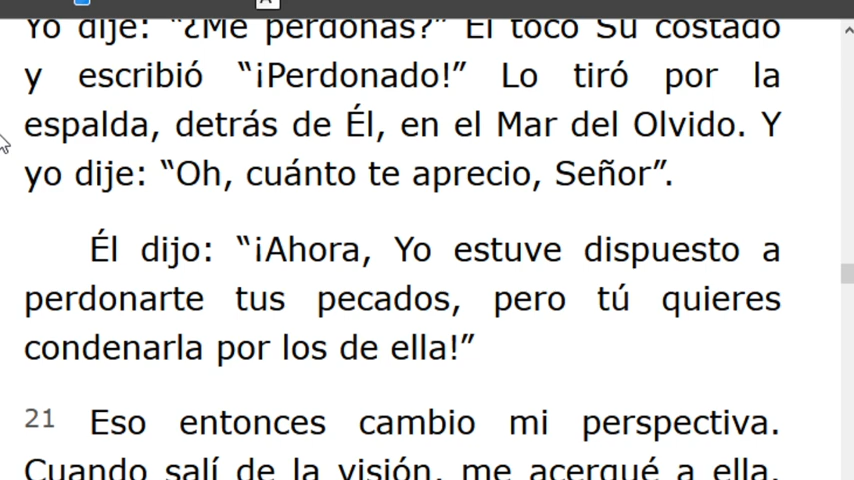 Yo dije: “¿Me perdonas?” Él tocó Su costado
y escribió “¡Perdonado!” Lo tiró por la
espalda, detrás de Él, en el Mar del Olvido. Y
yo dije: “Oh, cuánto te aprecio, Señor”.
Él dijo: “¡Ahora, Yo estuve dispuesto a
perdonarte tus pecados, pero tú quieres
condenarla por los de ella!”
21 Eso entonces cambio mi perspectiva.
Cuando salí de la visión, me acerqué a ella.